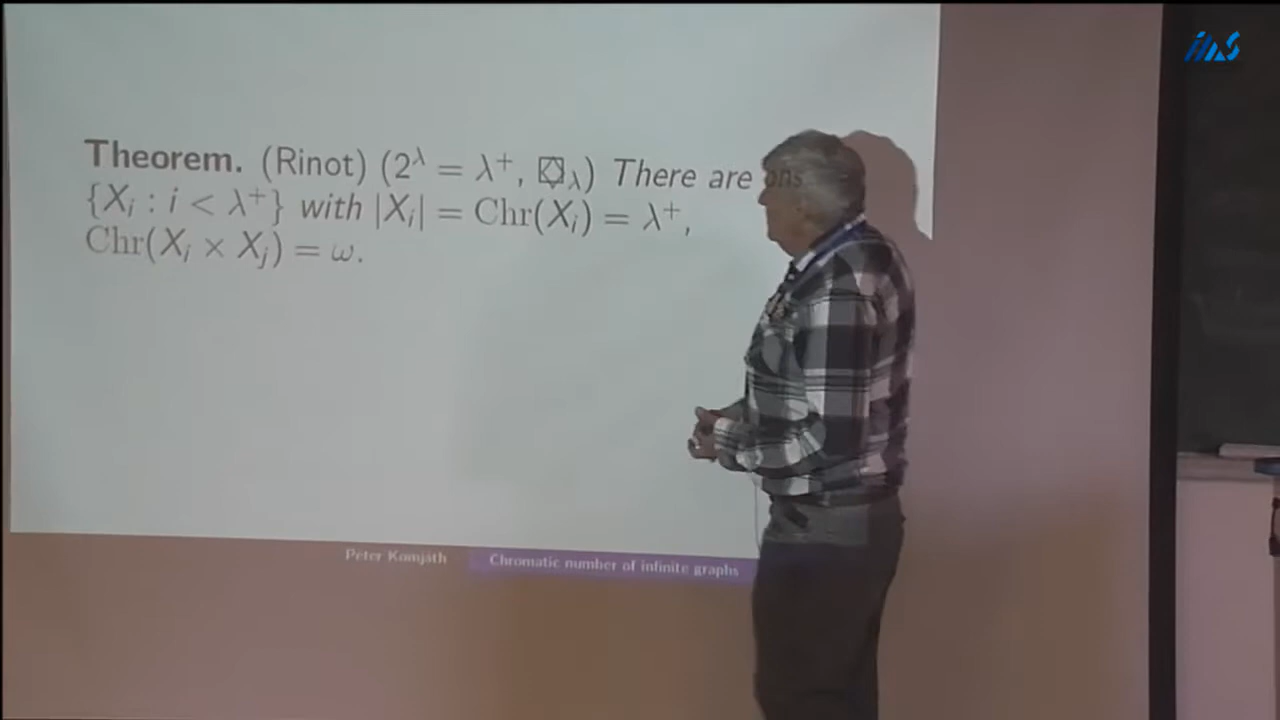 Theorem. (Rinot) (2^λ = λ⁺, ⎔_λ) There are
{X_i : i < λ⁺} with |X_i| = Chr(X_i) = λ⁺,
Chr(X_i × X_j) = ω.
Peter Komjáth Chromatic number of infinite graphs